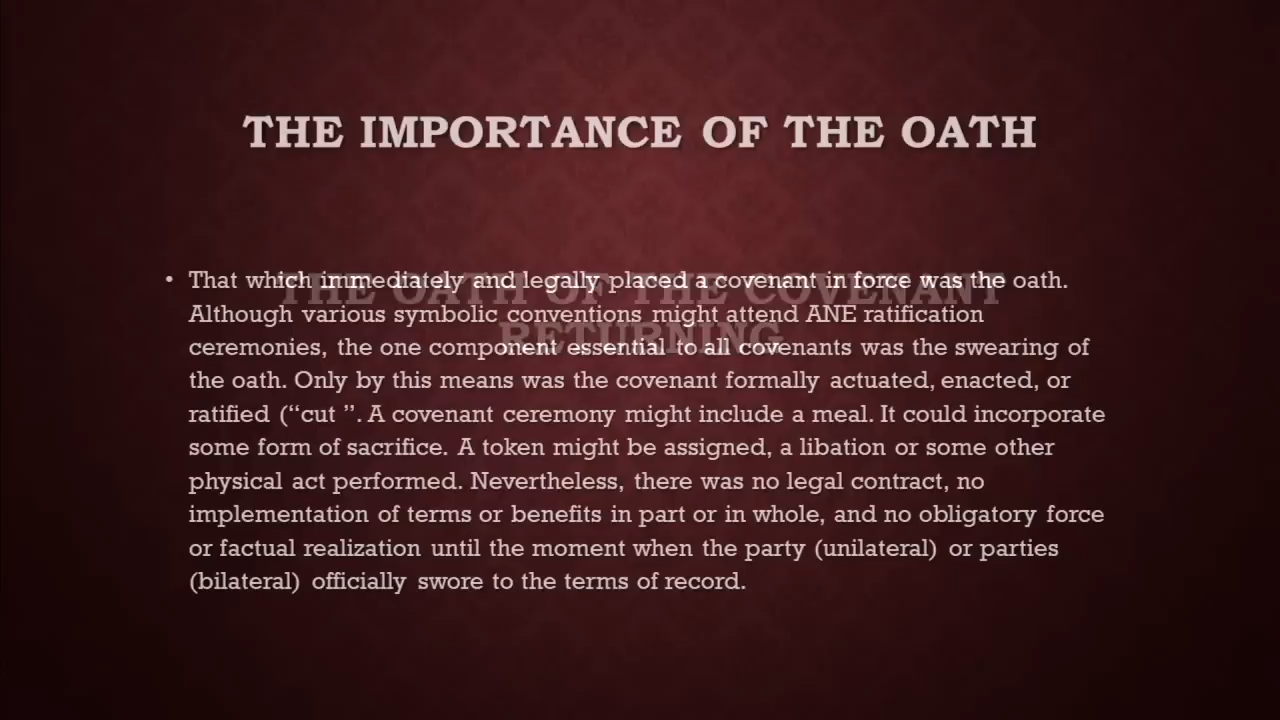 THE IMPORTANCE OF THE OATH
• That which immediately and legally placed a covenant in force was the oath.
THE OATH OF THE COVENANT
Although various symbolic conventions might attend ANE ratification
RETURNING
ceremonies, the one component essential to all covenants was the swearing of
the oath. Only by this means was the covenant formally actuated, enacted, or
ratified (“cut ”. A covenant ceremony might include a meal. It could incorporate
some form of sacrifice. A token might be assigned, a libation or some other
physical act performed. Nevertheless, there was no legal contract, no
implementation of terms or benefits in part or in whole, and no obligatory force
or factual realization until the moment when the party (unilateral) or parties
(bilateral) officially swore to the terms of record.